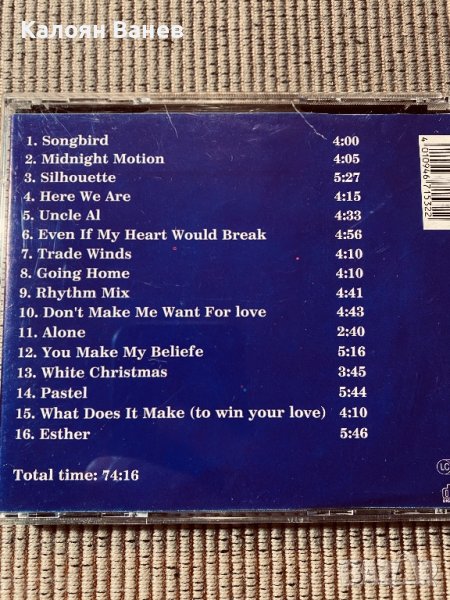 Калоян Ванев
1. Songbird 4:00
2. Midnight Motion 4:05
3. Silhouette 5:27
4. Here We Are 4:15
5. Uncle Al 4:33
6. Even If My Heart Would Break 4:56
7. Trade Winds 4:10
8. Going Home 4:10
9. Rhythm Mix 4:41
10. Don't Make Me Want For love 4:43
11. Alone 2:40
12. You Make My Beliefe 5:16
13. White Christmas 3:45
14. Pastel 5:44
15. What Does It Make (to win your love) 4:10
16. Esther 5:46
Total time: 74:16
4 010946 715322